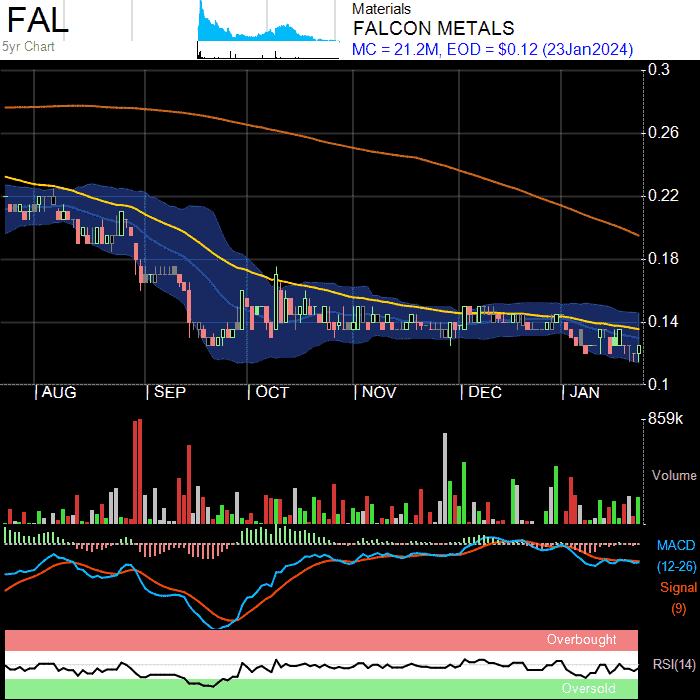 FAL
5yr Chart
Materials
FALCON METALS
MC = 21.2M, EOD = $0.12 (23Jan2024)
0.3
0.26
0.22
0.18
0.14
0.1
AUG SEP OCT NOV DEC JAN
859k
Volume
MACD
(12-26)
Signal
(9)
Overbought
RSI(14)
Oversold